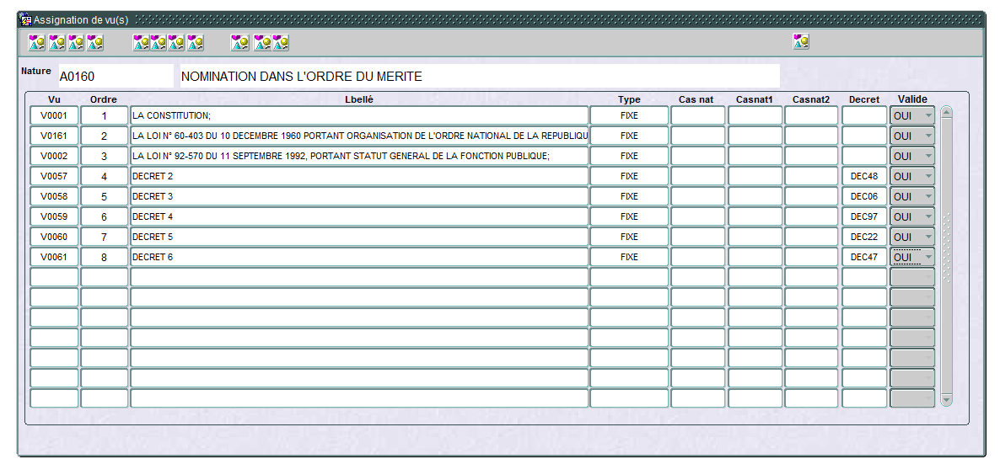 Assignation de vu(s)
Nature A0160 NOMINATION DANS L'ORDRE DU MERITE
Vu Ordre Lbellé Type Cas nat Casnat1 Casnat2 Decret Valide
V0001 1 LA CONSTITUTION; FIXE OUI
V0161 2 LA LOI N° 60-403 DU 10 DECEMBRE 1960 PORTANT ORGANISATION DE L'ORDRE NATIONAL DE LA REPUBLIQU FIXE OUI
V0002 3 LA LOI N° 92-570 DU 11 SEPTEMBRE 1992, PORTANT STATUT GENERAL DE LA FONCTION PUBLIQUE; FIXE OUI
V0057 4 DECRET 2 FIXE DEC48 OUI
V0058 5 DECRET 3 FIXE DEC06 OUI
V0059 6 DECRET 4 FIXE DEC97 OUI
V0060 7 DECRET 5 FIXE DEC22 OUI
V0061 8 DECRET 6 FIXE DEC47 OUI